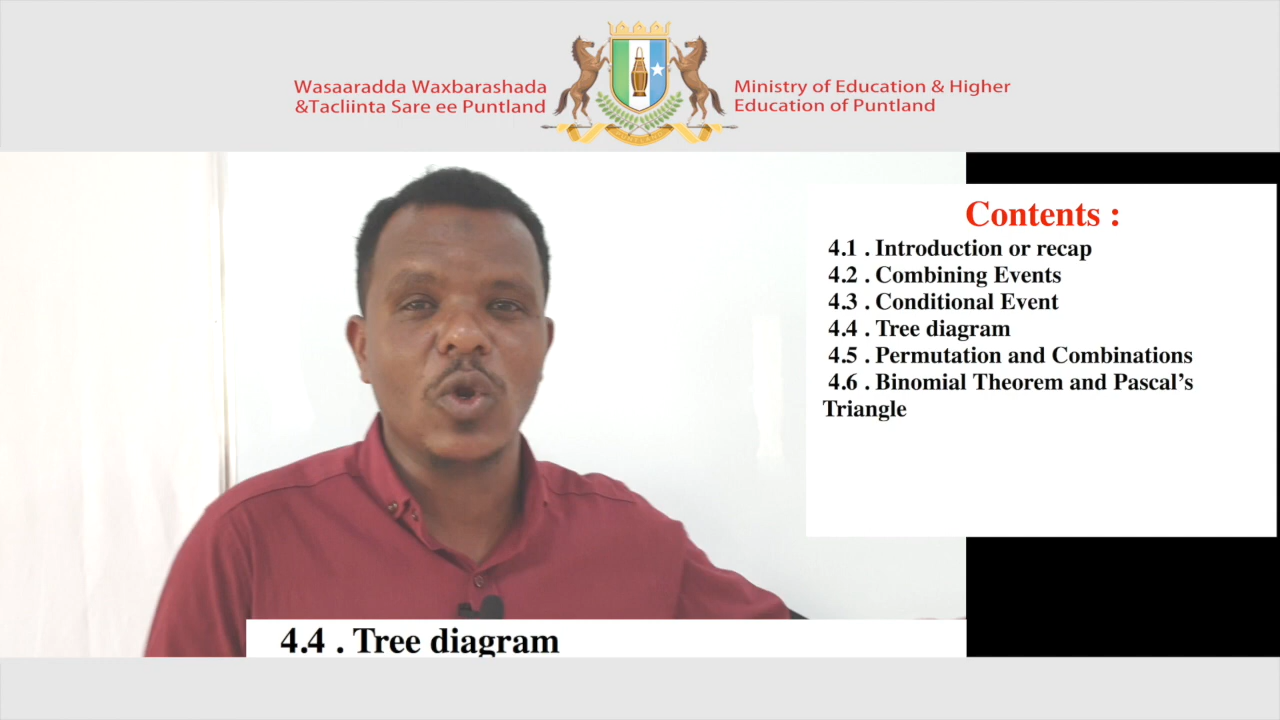 Wasaaradda Waxbarashada
&Tacliinta Sare ee Puntland
Ministry of Education & Higher
Education of Puntland
Contents :
4.1 . Introduction or recap
4.2 . Combining Events
4.3 . Conditional Event
4.4 . Tree diagram
4.5 . Permutation and Combinations
4.6 . Binomial Theorem and Pascal’s
Triangle
4.4 . Tree diagram